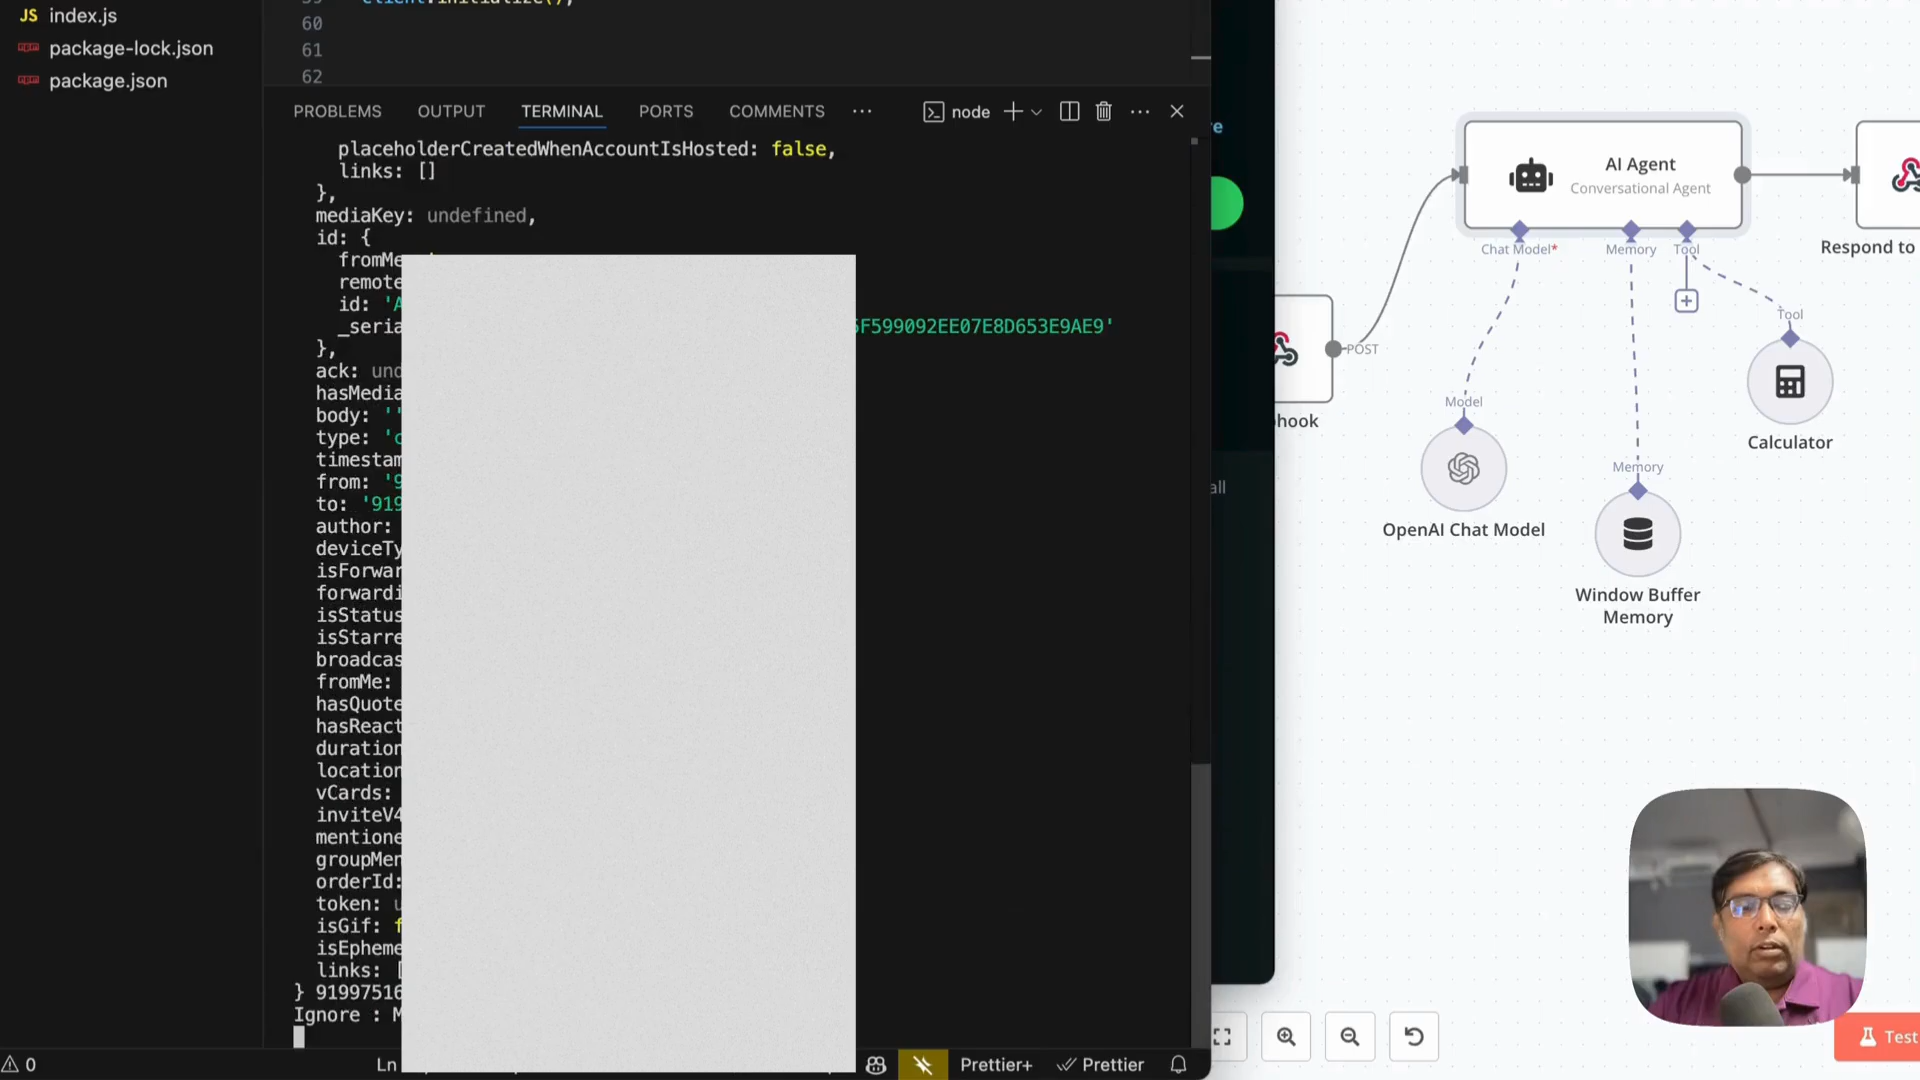 JS index.js
package-lock.json
package.json
60
61
62
PROBLEMS OUTPUT TERMINAL PORTS COMMENTS ··· node
placeholderCreatedWhenAccountIsHosted: false,
links: []
},
mediaKey: undefined,
id: {
fromMe
remote
id: 'A
_seria 5F599092EE07E8D653E9AE9'
},
ack: und
hasMedia
body: ''
type: 'c
timestam
from: '9
to: '919
author:
deviceTy
isForwar
forwardi
isStatus
isStarre
broadcas
fromMe:
hasQuote
hasReact
duration
location
vCards:
inviteV4
mentione
groupMen
orderId:
token: u
isGif: f
isEpheme
links: [
} 91997516
Ignore : M
0
Ln
Prettier+
Prettier
re
all
AI Agent
Conversational Agent
Chat Model*
Memory
Tool
Respond to
POST
hook
Tool
Calculator
Model
OpenAI Chat Model
Memory
Window Buffer
Memory
Test